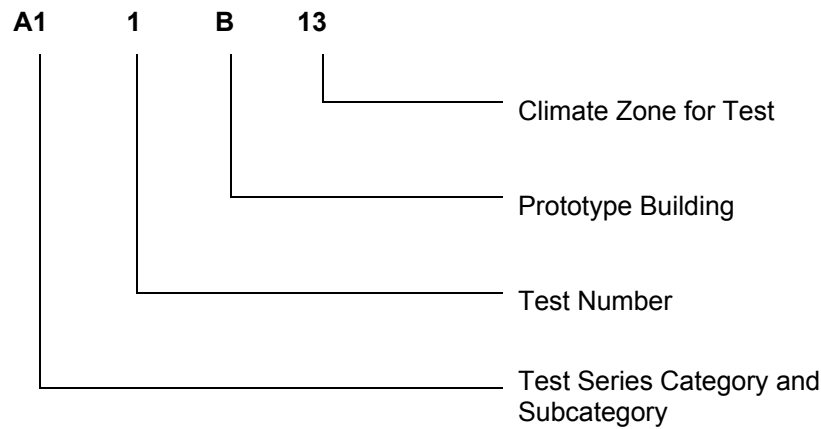 A1 1 B 13
Climate Zone for Test
Prototype Building
Test Number
Test Series Category and
Subcategory